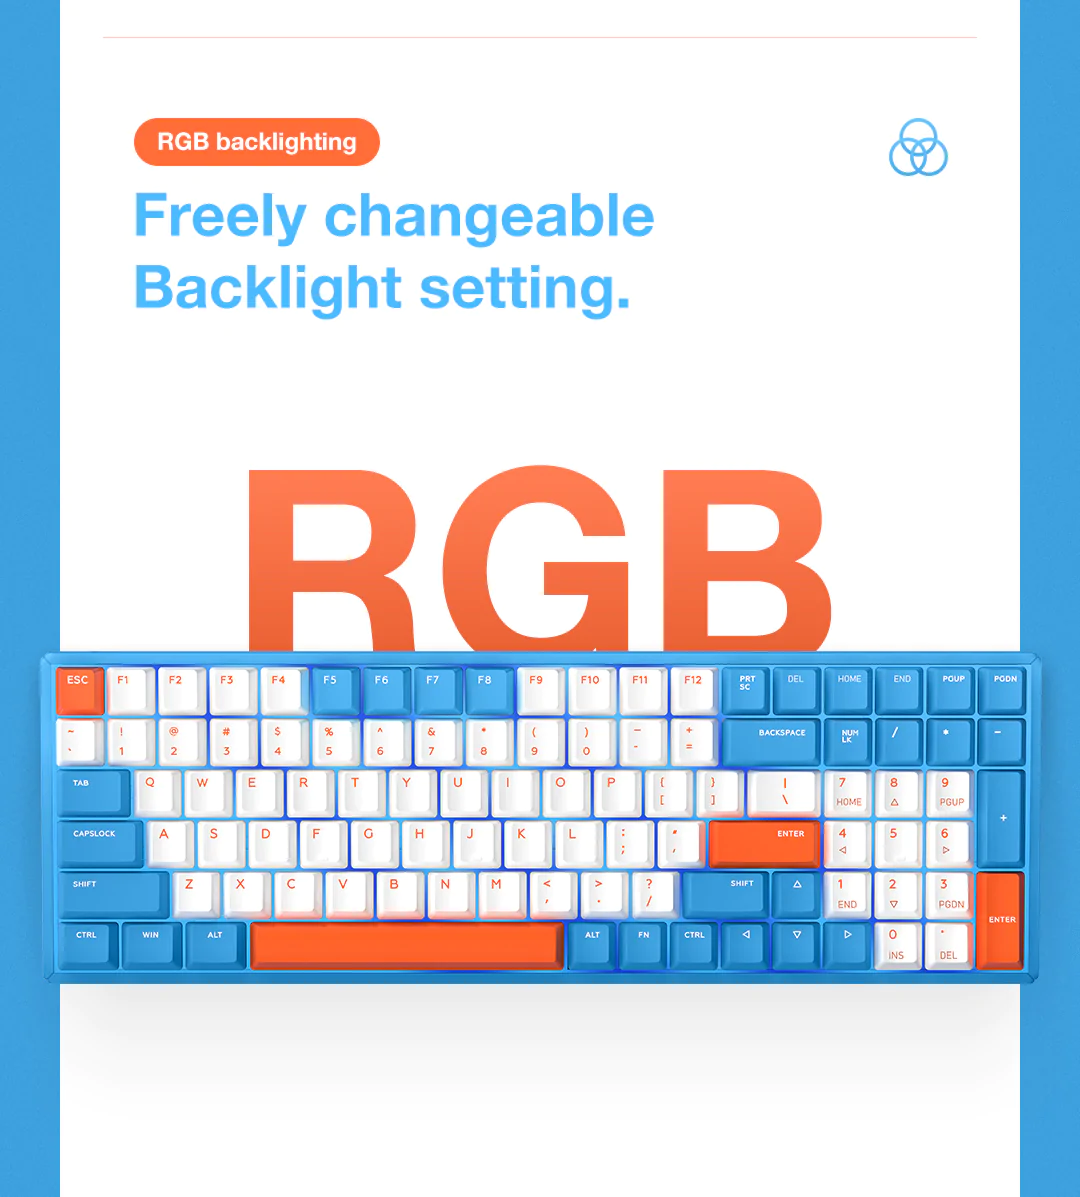 RGB backlighting
Freely changeable
Backlight setting.
RGB
ESC F1 F2 F3 F4 F5 F6 F7 F8 F9 F10 F11 F12 PRT SC DEL HOME END PGUP PGDN
~ ` ! 1 @ 2 # 3 $ 4 % 5 ^ 6 & 7 * 8 ( 9 ) 0 _ - + = BACKSPACE NUM LK / * -
TAB Q W E R T Y U I O P { [ } ] | \ 7 HOME 8 9 PGUP
+
CAPSLOCK A S D F G H J K L : ; " ' ENTER 4 5 6
SHIFT Z X C V B N M < , > . ? / SHIFT 1 END 2 3 PGDN
ENTER
CTRL WIN ALT ALT FN CTRL 0 INS . DEL